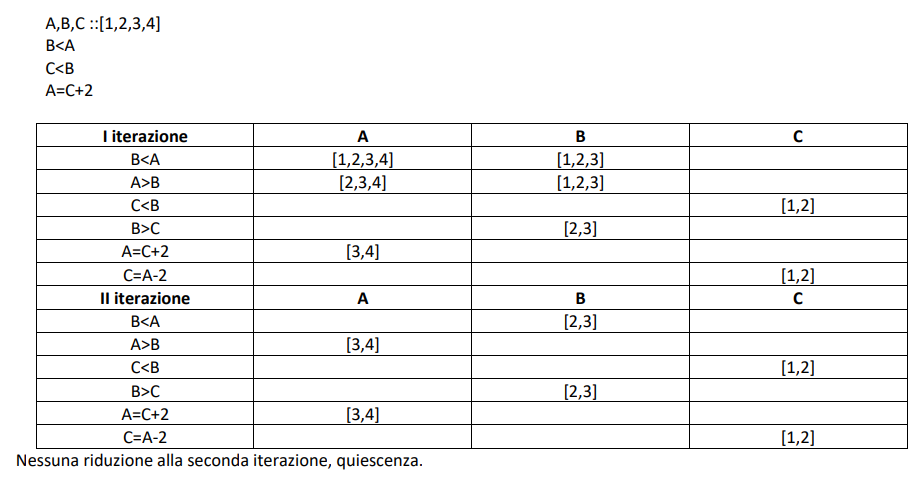 A,B,C ::[1,2,3,4]
B<A
C<B
A=C+2
I iterazione A B C
B<A [1,2,3,4] [1,2,3]
A>B [2,3,4] [1,2,3]
C<B [1,2]
B>C [2,3]
A=C+2 [3,4]
C=A-2 [1,2]
II iterazione A B C
B<A [2,3]
A>B [3,4]
C<B [1,2]
B>C [2,3]
A=C+2 [3,4]
C=A-2 [1,2]
Nessuna riduzione alla seconda iterazione, quiescenza.